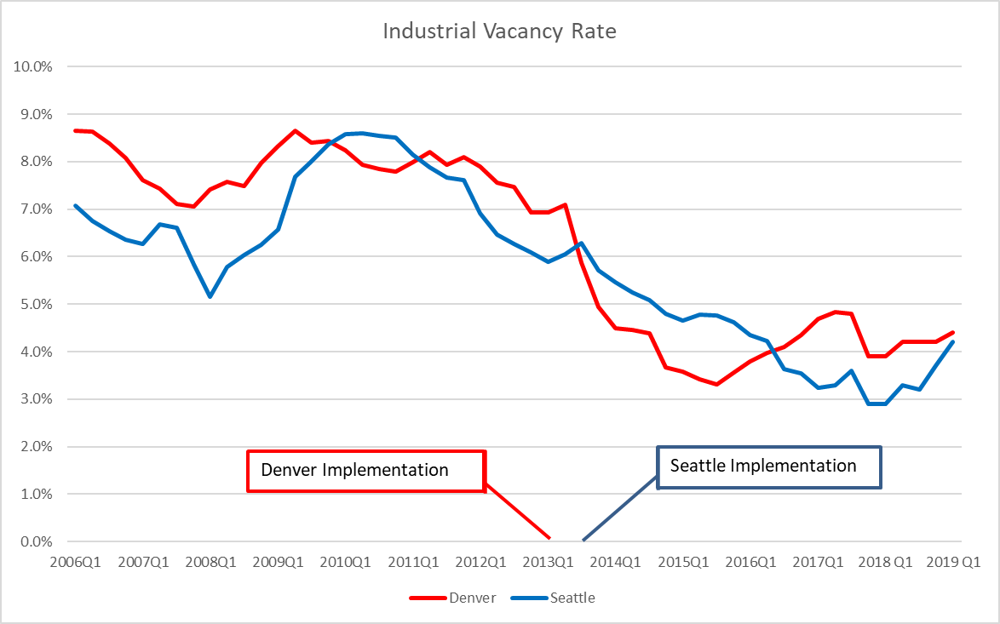 Industrial Vacancy Rate
10.0%
9.0%
8.0%
7.0%
6.0%
5.0%
4.0%
3.0%
2.0%
1.0%
0.0%
Denver Implementation
Seattle Implementation
2006Q1 2007Q1 2008Q1 2009Q1 2010Q1 2011Q1 2012Q1 2013Q1 2014Q1 2015Q1 2016Q1 2017Q1 2018 Q1 2019 Q1
Denver Seattle